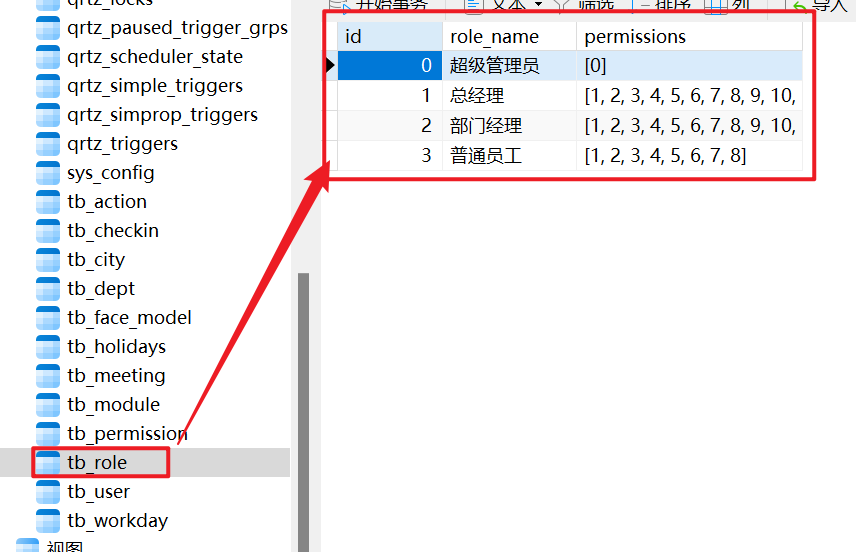 qrtz_locks
qrtz_paused_trigger_grps
qrtz_scheduler_state
qrtz_simple_triggers
qrtz_simprop_triggers
qrtz_triggers
sys_config
tb_action
tb_checkin
tb_city
tb_dept
tb_face_model
tb_holidays
tb_meeting
tb_module
tb_permission
tb_role
tb_user
tb_workday
视图
开始事务 文本 筛选 排序 列 导入
id role_name permissions
0 超级管理员 [0]
1 总经理 [1, 2, 3, 4, 5, 6, 7, 8, 9, 10,
2 部门经理 [1, 2, 3, 4, 5, 6, 7, 8, 9, 10,
3 普通员工 [1, 2, 3, 4, 5, 6, 7, 8]